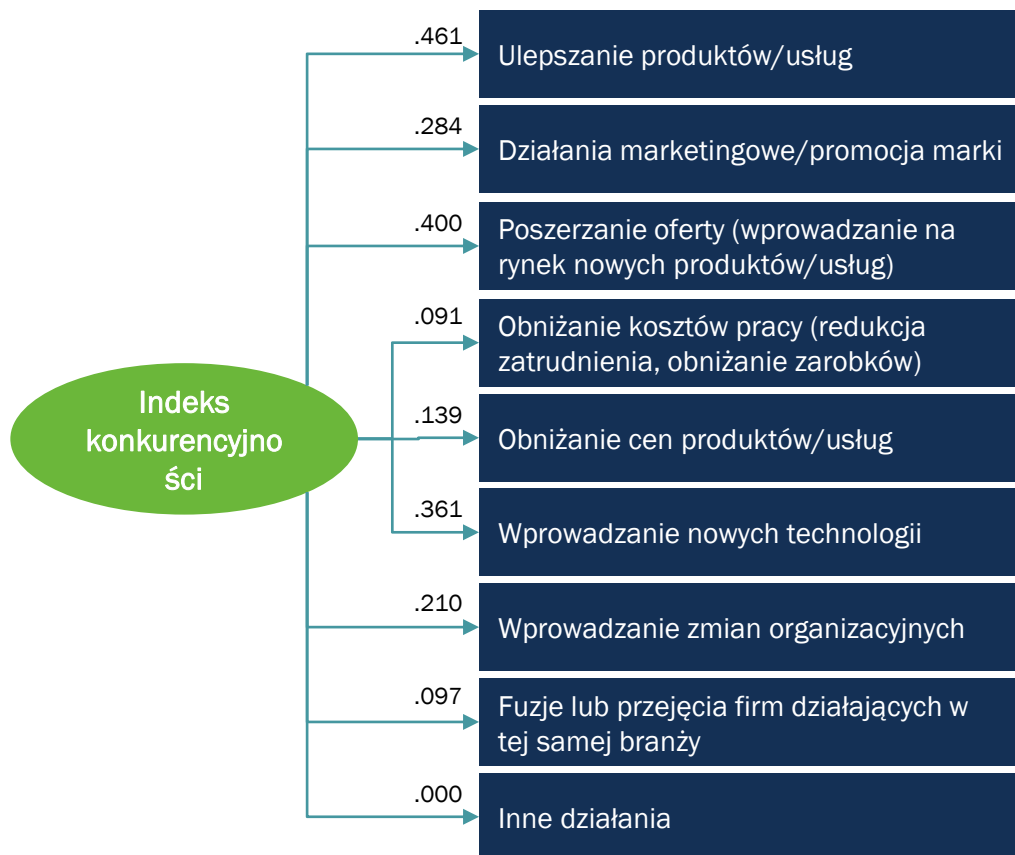 .461
Ulepszanie produktów/usług
.284
Działania marketingowe/promocja marki
.400
Poszerzanie oferty (wprowadzanie na
rynek nowych produktów/usług)
.091
Obniżanie kosztów pracy (redukcja
zatrudnienia, obniżanie zarobków)
Indeks
konkurencyjno
ści
.139
Obniżanie cen produktów/usług
.361
Wprowadzanie nowych technologii
.210
Wprowadzanie zmian organizacyjnych
.097
Fuzje lub przejęcia firm działających w
tej samej branży
.000
Inne działania